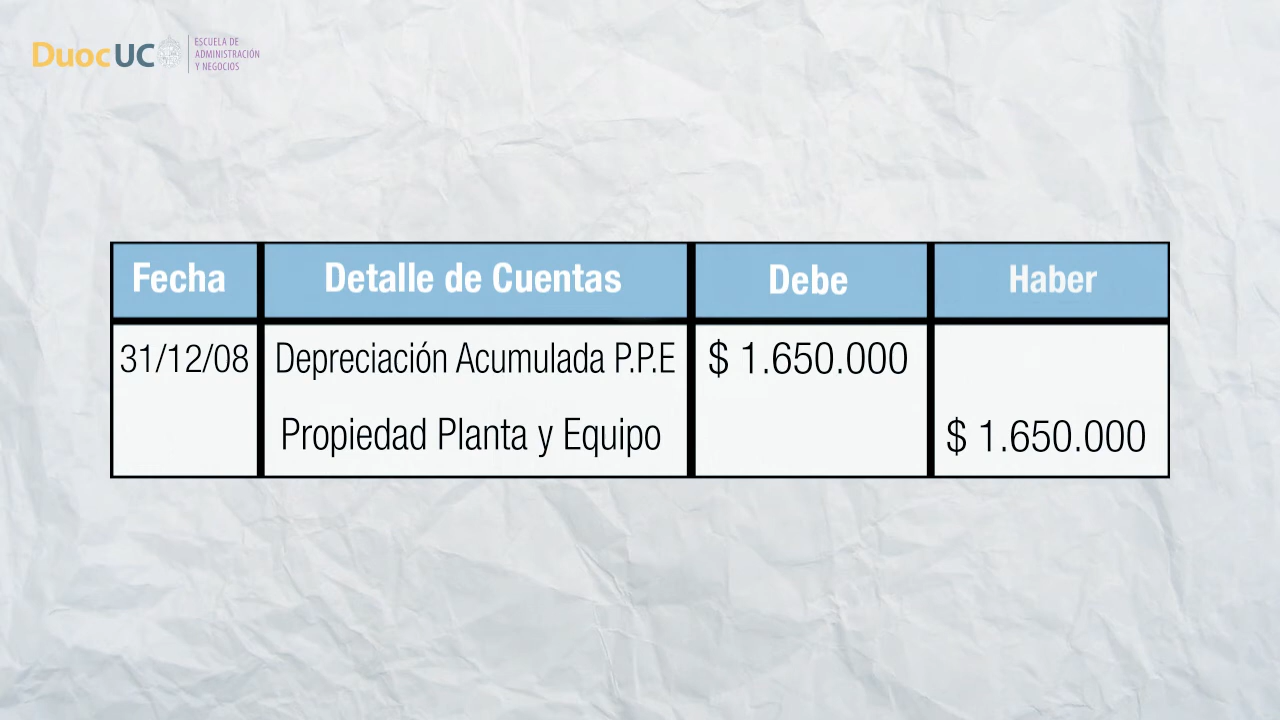 DuocUC
ESCUELA DE
ADMINISTRACIÓN
Y NEGOCIOS
Fecha Detalle de Cuentas Debe Haber
31/12/08 Depreciación Acumulada P.P.E $ 1.650.000
Propiedad Planta y Equipo $ 1.650.000